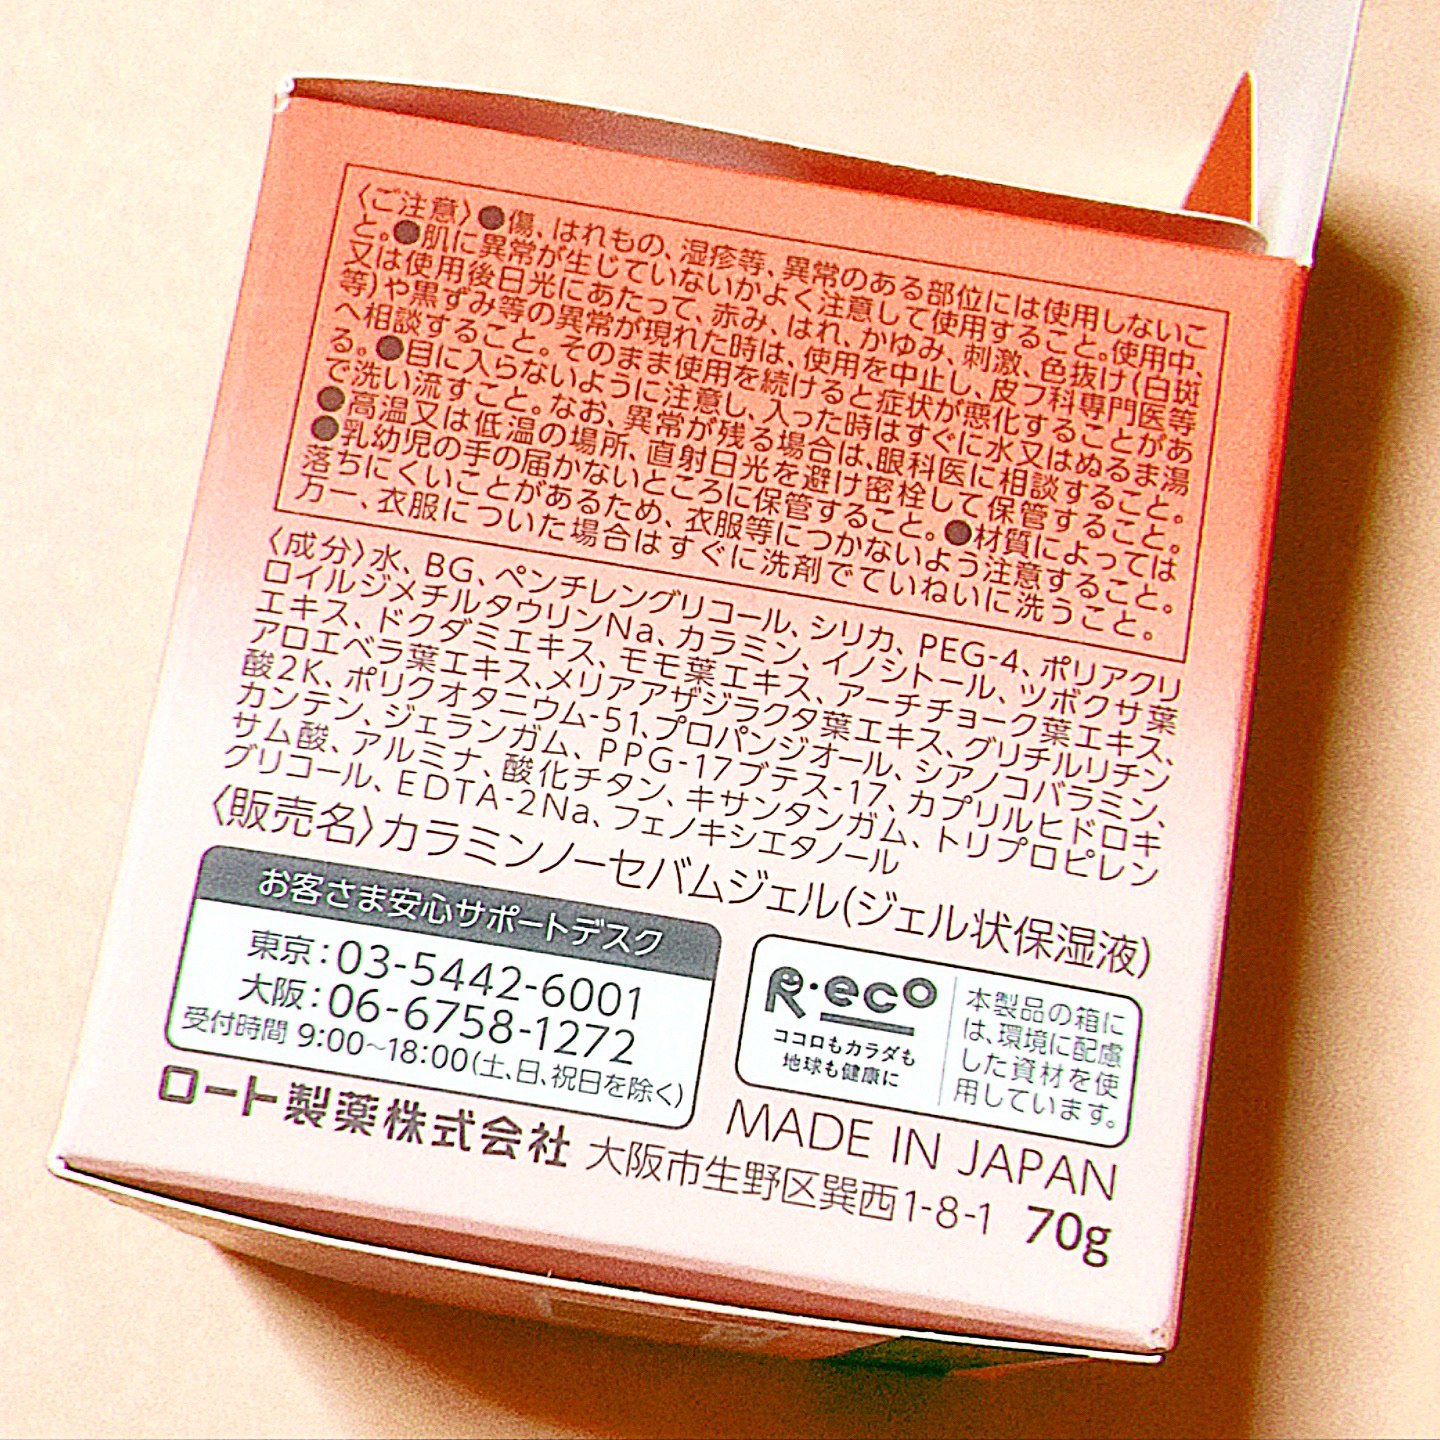 〈ご注意〉●傷、はれもの、湿疹等、異常のある部位には使用しないこ
と。●肌に異常が生じていないかよく注意して使用すること。使用中、
又は使用後日光にあたって、赤み、はれ、かゆみ、刺激、色抜け(白斑
等)や黒ずみ等の異常が現れた時は、使用を中止し、皮フ科専門医等
へ相談すること。そのまま使用を続けると症状が悪化することがあ
る。●目に入らないように注意し、入った時はすぐに水又はぬるま湯
で洗い流すこと。なお、異常が残る場合は、眼科医に相談すること。
●高温又は低温の場所、直射日光を避け密栓して保管すること。
●乳幼児の手の届かないところに保管すること。●材質によっては
落ちにくいことがあるため、衣服等につかないよう注意すること。
万一、衣服についた場合はすぐに洗剤でていねいに洗うこと。
〈成分〉水、BG、ペンチレングリコール、シリカ、PEG-4、ポリアクリ
ロイルジメチルタウリンNa、カラミン、イノシトール、ツボクサ葉
エキス、ドクダミエキス、モモ葉エキス、アーチチョーク葉エキス、
アロエベラ葉エキス、メリアアザジラクタ葉エキス、グリチルリチン
酸2K、ポリクオタニウム-51、プロパンジオール、シアノコバラミン、
カンテン、ジェランガム、PPG-17ブテス-17、カプリルヒドロキ
サム酸、アルミナ、酸化チタン、キサンタンガム、トリプロピレン
グリコール、EDTA-2Na、フェノキシエタノール
〈販売名〉カラミンノーセバムジェル(ジェル状保湿液)
お客さま安心サポートデスク
東京:03-5442-6001
大阪:06-6758-1272
受付時間 9:00~18:00(土、日、祝日を除く)
R・eco
ココロもカラダも
地球も健康に
本製品の箱に
は、環境に配慮
した資材を使
用しています。
MADE IN JAPAN
ロート製薬株式会社 大阪市生野区巽西1-8-1 70g